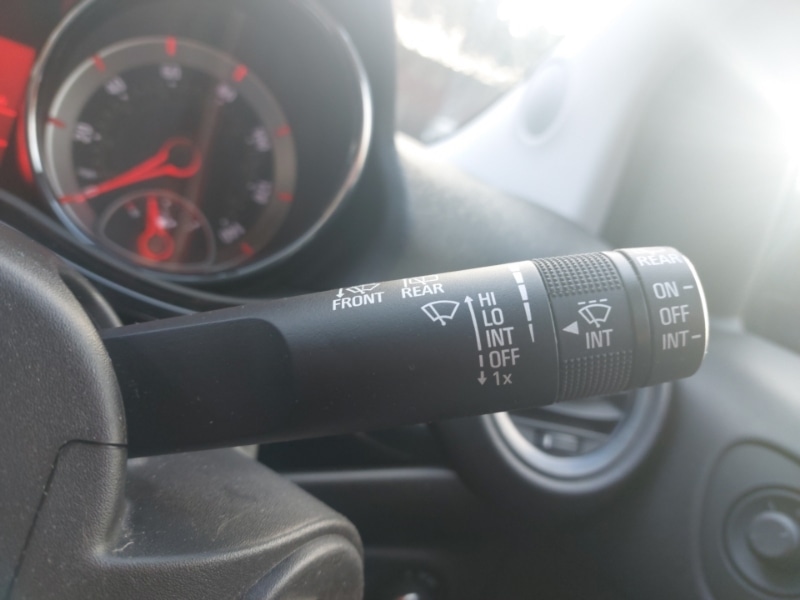 FRONT
REAR
HI
LO
INT
OFF
1x
INT
REAR
ON
OFF
INT